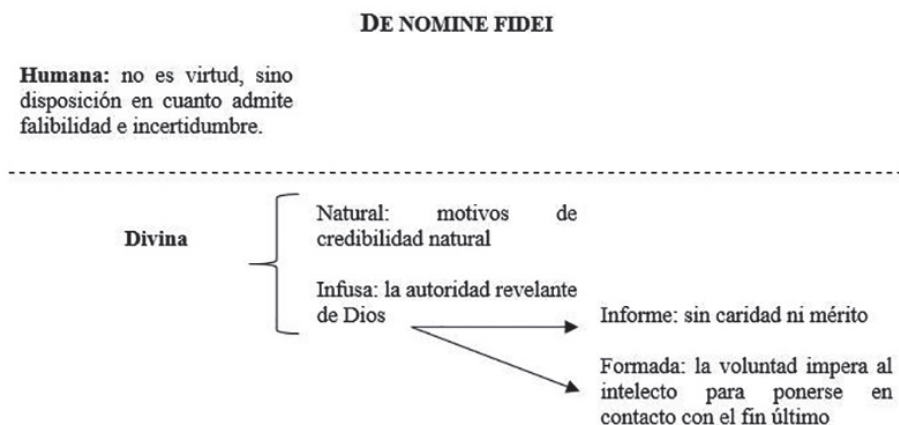 DE NOMINE FIDEI
Humana: no es virtud, sino
disposición en cuanto admite
falibilidad e incertidumbre.
Divina
Natural: motivos de
credibilidad natural
Infusa: la autoridad revelante
de Dios
Informe: sin caridad ni mérito
Formada: la voluntad impera al
intelecto para ponerse en
contacto con el fin último